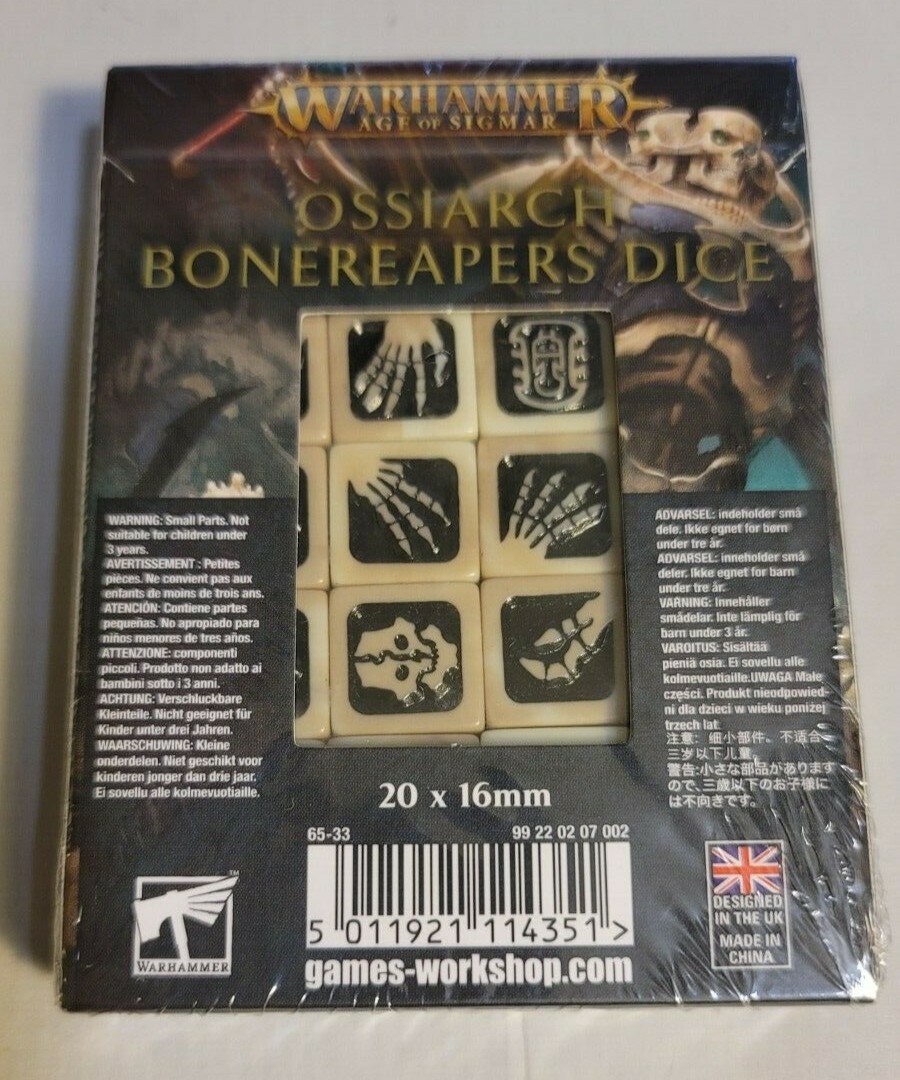 WARHAMMER
AGE OF SIGMAR
OSSIARCH
BONEREAPERS DICE
WARNING: Small Parts. Not
suitable for children under
3 years.
AVERTISSEMENT : Petites
pièces. Ne convient pas aux
enfants de moins de trois ans.
ATENCIÓN: Contiene partes
pequeñas. No apropiado para
niños menores de tres años.
ATTENZIONE: componenti
piccoli. Prodotto non adatto ai
bambini sotto i 3 anni.
ACHTUNG: Verschluckbare
Kleinteile. Nicht geeignet für
Kinder unter drei Jahren.
WAARSCHUWING: Kleine
onderdelen. Niet geschikt voor
kinderen jonger dan drie jaar.
Ei sovellu alle kolmevuotiaille.
ADVARSEL: indeholder små
dele. Ikke egnet for børn
under tre år.
ADVARSEL: inneholder små
deler. Ikke egnet for barn
under tre år.
VARNING: Innehåller
smådelar. Inte lämplig för
barn under 3 år.
VAROITUS: Sisältää
pieniä osia. Ei sovellu alle
kolmevuotiaille.UWAGA Małe
części. Produkt nieodpowied-
ni dla dzieci w wieku poniżej
trzech lat
注意: 细小部件。不适合
三岁以下儿童。
警告:小さな部品があります
ので、三歳以下のお子様に
は不向きです。
20 x 16mm
65-33 99 22 02 07 002
5 011921 114351 >
games-workshop.com
WARHAMMER
TM
DESIGNED
IN THE UK
MADE IN
CHINA